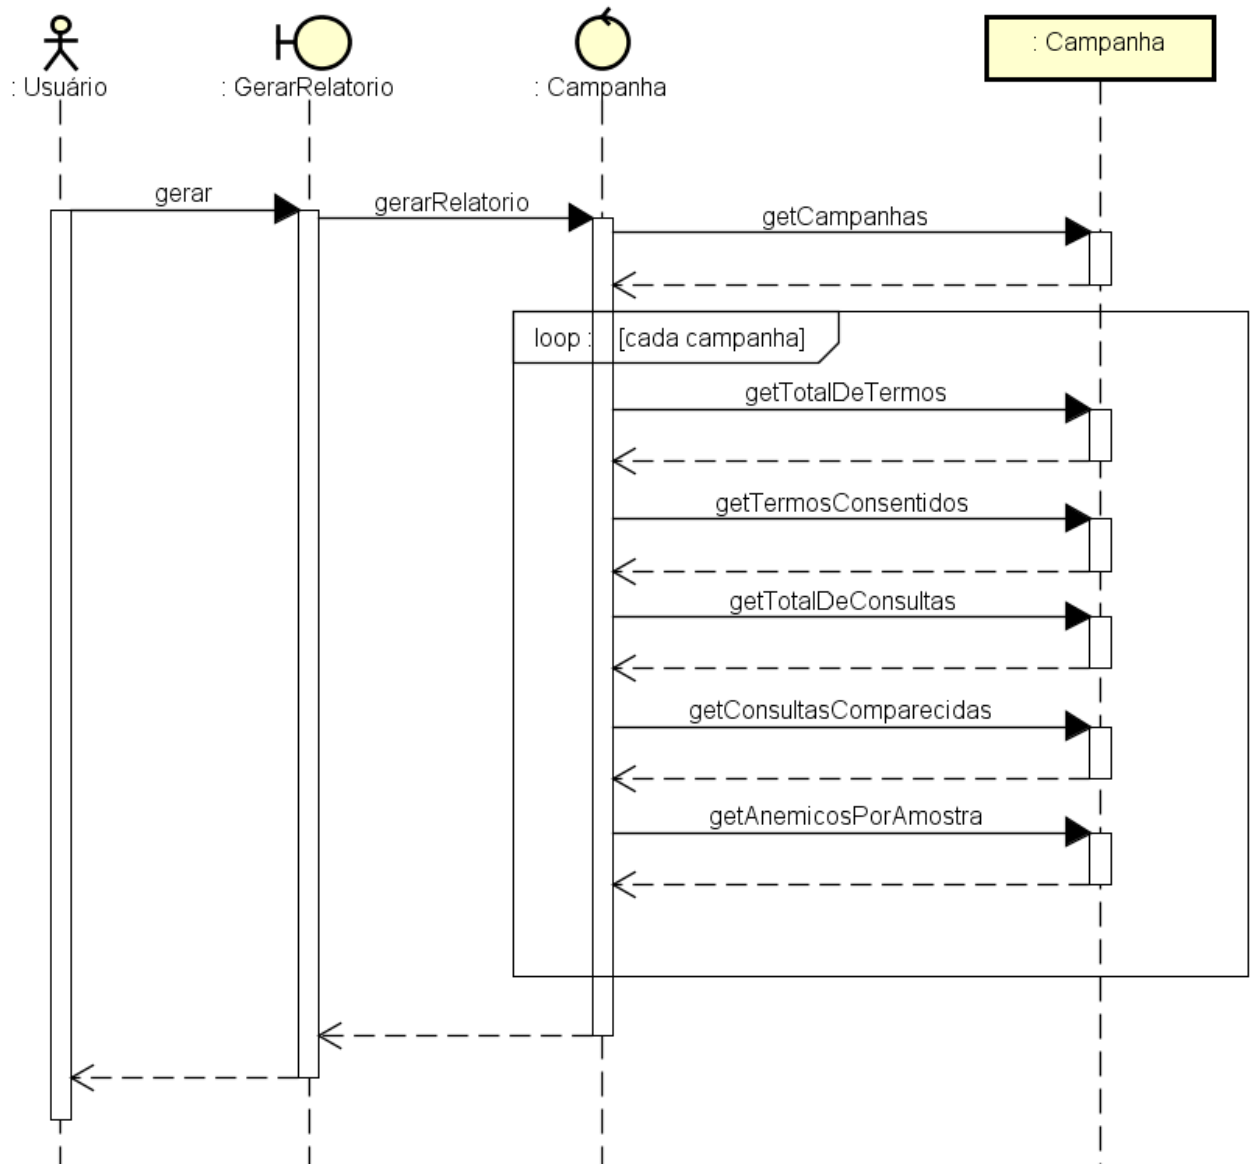 : Usuário
: GerarRelatorio
: Campanha
: Campanha
gerar
gerarRelatorio
getCampanhas
loop : [cada campanha]
getTotalDeTermos
getTermosConsentidos
getTotalDeConsultas
getConsultasComparecidas
getAnemicosPorAmostra